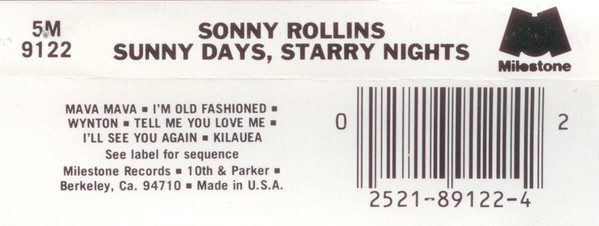 5M
9122
SONNY ROLLINS
SUNNY DAYS, STARRY NIGHTS
Milestone
MAVA MAVA ▪ I'M OLD FASHIONED ▪
WYNTON ▪ TELL ME YOU LOVE ME ▪
I'LL SEE YOU AGAIN ▪ KILAUEA
See label for sequence
Milestone Records ▪ 10th & Parker ▪
Berkeley, Ca. 94710 ▪ Made in U.S.A.
0 2
2521-89122-4